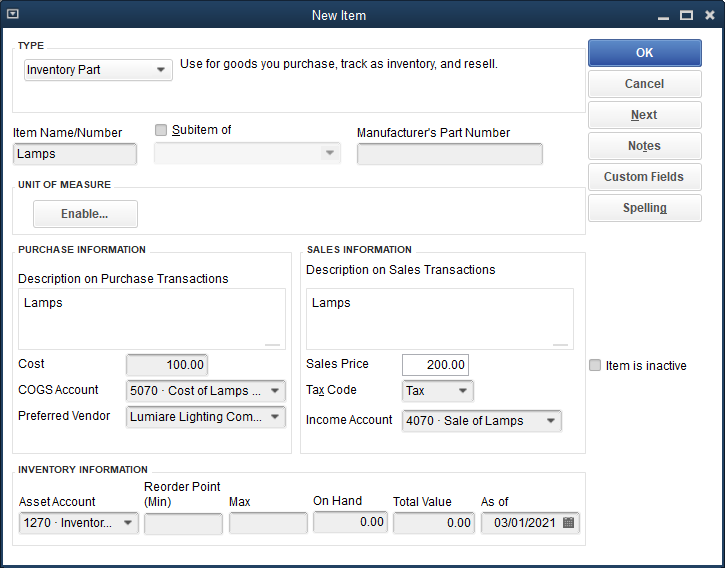 New Item
TYPE
Inventory Part
Use for goods you purchase, track as inventory, and resell.
OK
Cancel
Next
Notes
Custom Fields
Spelling
Item Name/Number
Subitem of
Manufacturer's Part Number
Lamps
UNIT OF MEASURE
Enable...
PURCHASE INFORMATION
Description on Purchase Transactions
Lamps
Cost 100.00
COGS Account 5070 · Cost of Lamps ...
Preferred Vendor Lumiare Lighting Com...
SALES INFORMATION
Description on Sales Transactions
Lamps
Sales Price 200.00
Tax Code Tax
Income Account 4070 · Sale of Lamps
Item is inactive
INVENTORY INFORMATION
Asset Account
Reorder Point
(Min)
Max
On Hand
Total Value
As of
1270 · Inventor...
0.00
0.00
03/01/2021